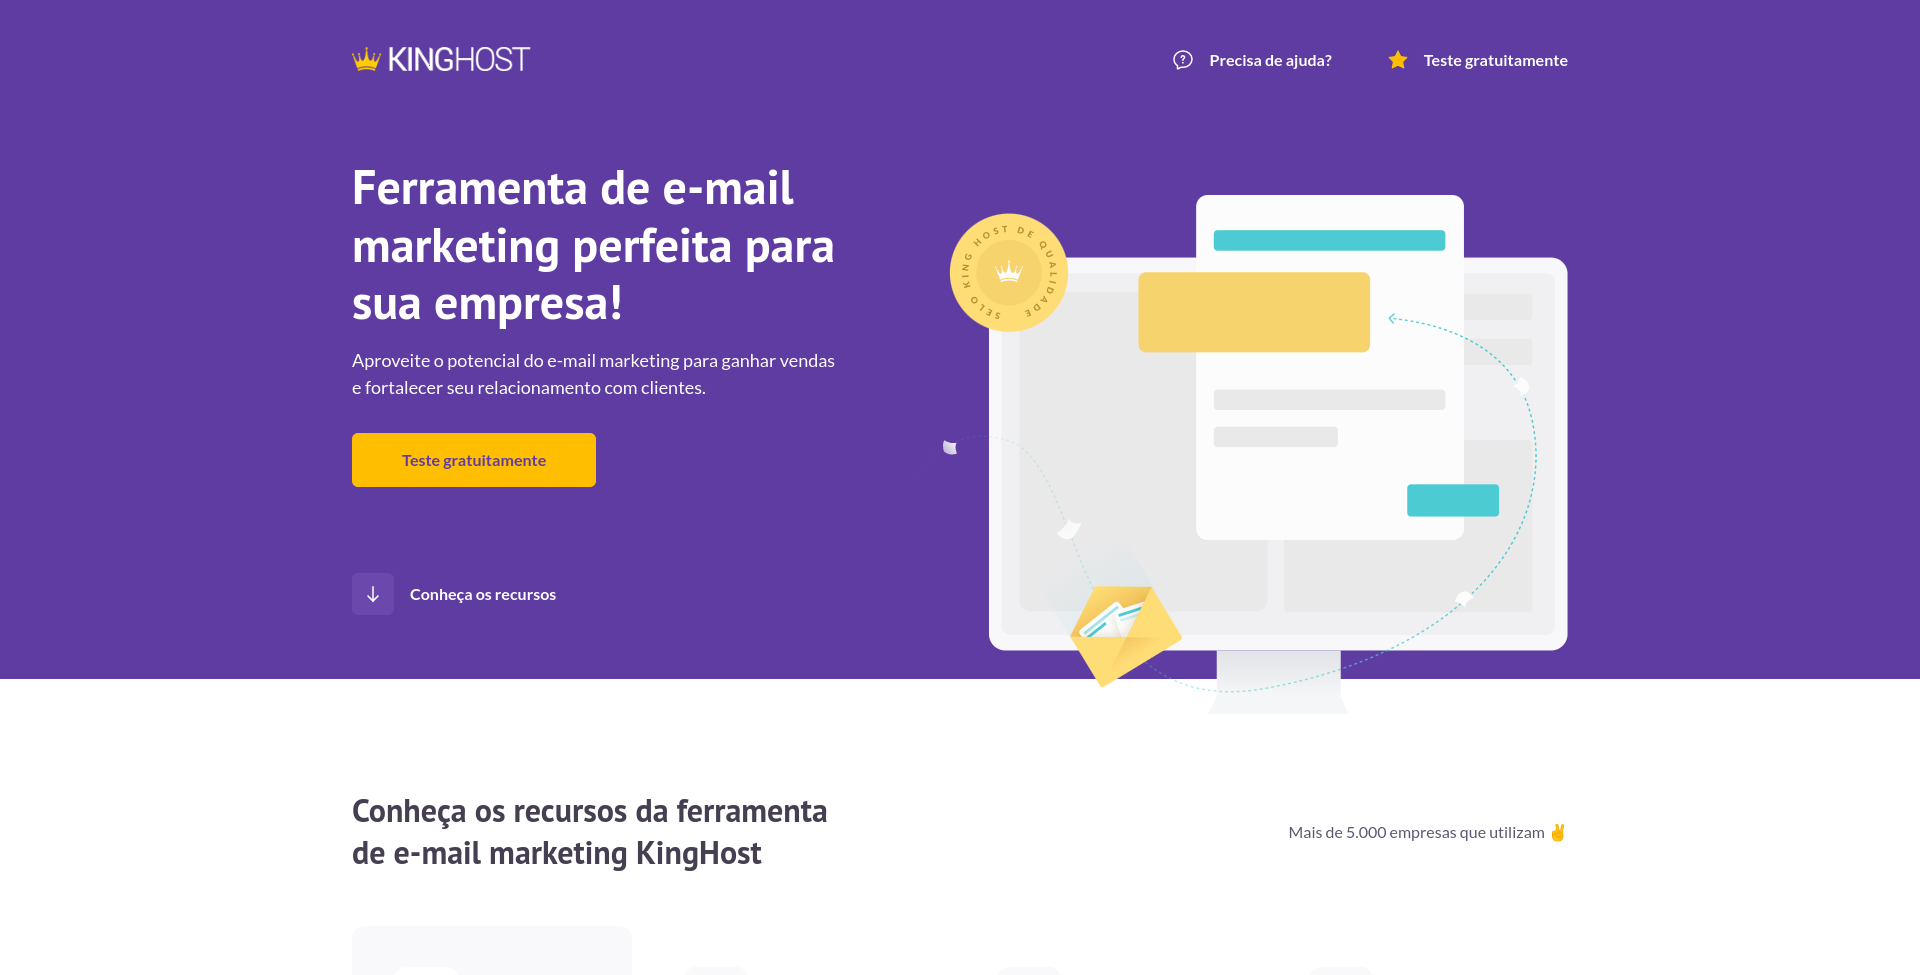 KINGHOST
Precisa de ajuda?
Teste gratuitamente
Ferramenta de e-mail
marketing perfeita para
sua empresa!
SELO KING HOST DE QUALIDADE
Aproveite o potencial do e-mail marketing para ganhar vendas
e fortalecer seu relacionamento com clientes.
Teste gratuitamente
Conheça os recursos
Conheça os recursos da ferramenta
de e-mail marketing KingHost
Mais de 5.000 empresas que utilizam ✌